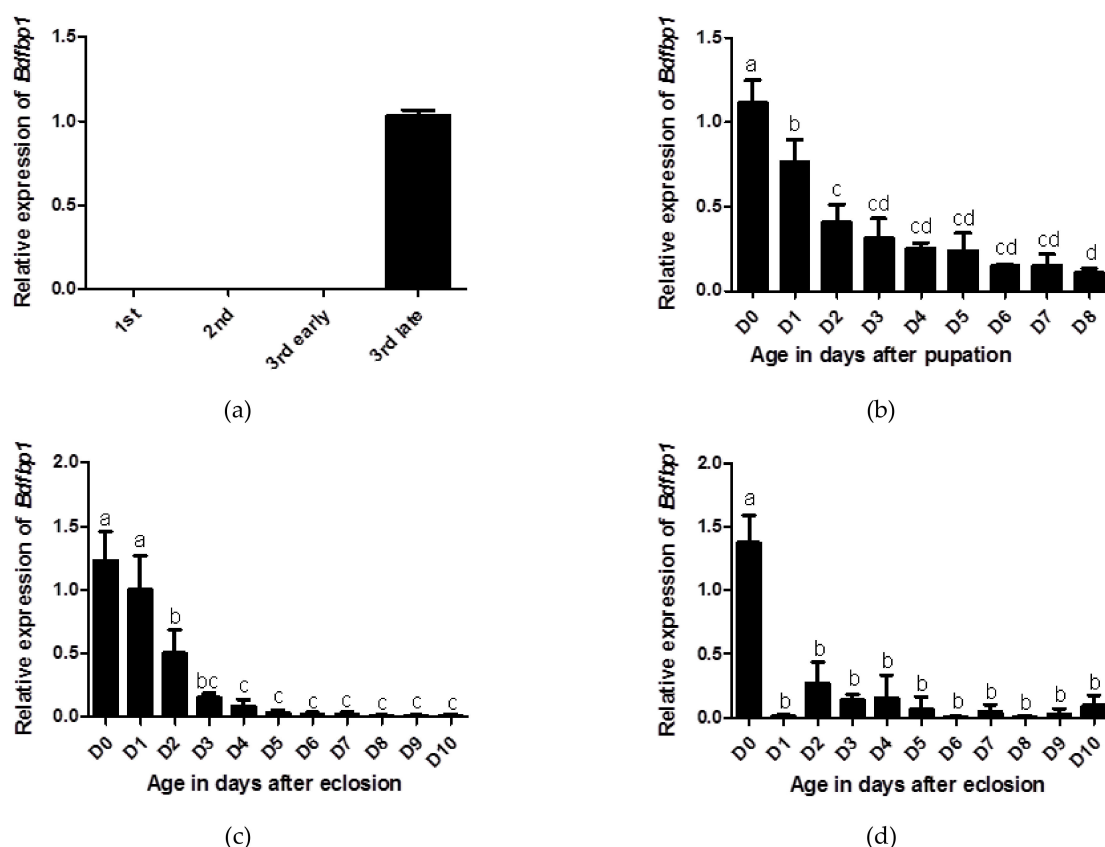 Relative expression of Bdfbp1
1.5
1.0
0.5
0.0
1st
2nd
3rd early
3rd late
(a)
Relative expression of Bdfbp1
1.5
1.0
0.5
0.0
a
b
c
cd
cd
cd
cd
cd
d
D0
D1
D2
D3
D4
D5
D6
D7
D8
Age in days after pupation
(b)
Relative expression of Bdfbp1
2.0
1.5
1.0
0.5
0.0
a
a
b
bc
c
c
c
c
c
c
c
D0
D1
D2
D3
D4
D5
D6
D7
D8
D9
D10
Age in days after eclosion
(c)
Relative expression of Bdfbp1
2.0
1.5
1.0
0.5
0.0
a
b
b
b
b
b
b
b
b
b
b
D0
D1
D2
D3
D4
D5
D6
D7
D8
D9
D10
Age in days after eclosion
(d)